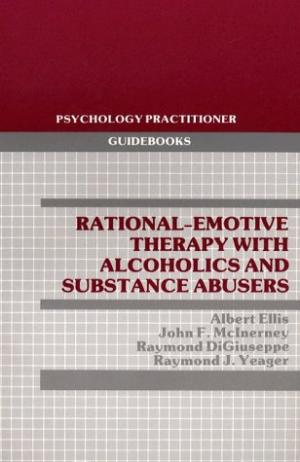 PSYCHOLOGY PRACTITIONER
GUIDEBOOKS
RATIONAL-EMOTIVE
THERAPY WITH
ALCOHOLICS AND
SUBSTANCE ABUSERS
Albert Ellis
John F. McInerney
Raymond DiGiuseppe
Raymond J. Yeager